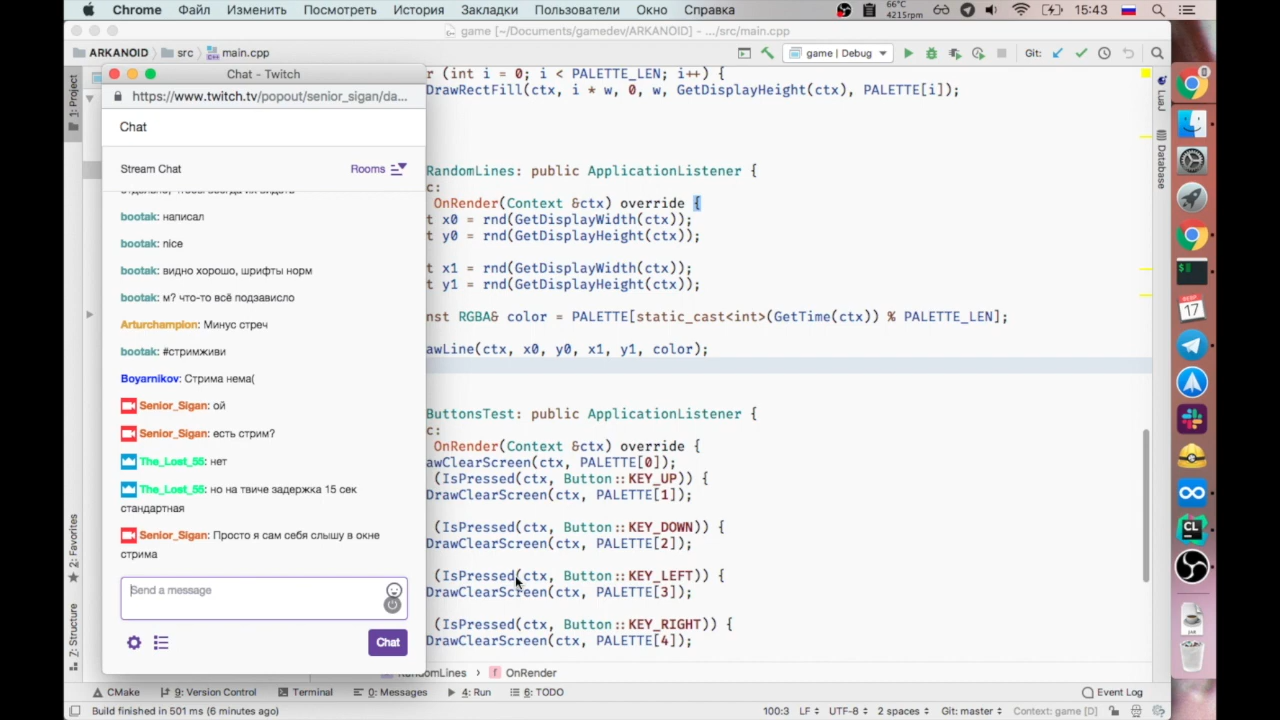 Chrome Файл Изменить Посмотреть История Закладки Пользователи Окно Справка 66°C 4215rpm 15:43
game [~/Documents/gamedev/ARKANOID] - .../src/main.cpp
ARKANOID src main.cpp game | Debug Git:
Chat - Twitch
https://www.twitch.tv/popout/senior_sigan/da...
Chat
Stream Chat Rooms
bootak: написал
bootak: nice
bootak: видно хорошо, шрифты норм
bootak: м? что-то всё подзависло
Arturchampion: Минус стреч
bootak: #стримживи
Boyarnikov: Стрима нема(
Senior_Sigan: ой
Senior_Sigan: есть стрим?
The_Lost_55: нет
The_Lost_55: но на твиче задержка 15 сек
стандартная
Senior_Sigan: Просто я сам себя слышу в окне
стрима
Send a message
Chat
r (int i = 0; i < PALETTE_LEN; i++) {
DrawRectFill(ctx, i * w, 0, w, GetDisplayHeight(ctx), PALETTE[i]);
RandomLines: public ApplicationListener {
c:
OnRender(Context &ctx) override {
t x0 = rnd(GetDisplayWidth(ctx));
t y0 = rnd(GetDisplayHeight(ctx));
t x1 = rnd(GetDisplayWidth(ctx));
t y1 = rnd(GetDisplayHeight(ctx));
nst RGBA& color = PALETTE[static_cast<int>(GetTime(ctx)) % PALETTE_LEN];
awLine(ctx, x0, y0, x1, y1, color);
ButtonsTest: public ApplicationListener {
c:
OnRender(Context &ctx) override {
awClearScreen(ctx, PALETTE[0]);
(IsPressed(ctx, Button::KEY_UP)) {
DrawClearScreen(ctx, PALETTE[1]);
(IsPressed(ctx, Button::KEY_DOWN)) {
DrawClearScreen(ctx, PALETTE[2]);
(IsPressed(ctx, Button::KEY_LEFT)) {
DrawClearScreen(ctx, PALETTE[3]);
(IsPressed(ctx, Button::KEY_RIGHT)) {
DrawClearScreen(ctx, PALETTE[4]);
RandomLines OnRender
1: Project
2: Favorites
7: Structure
LuaJ
Database
17
CMake 9: Version Control Terminal 0: Messages 4: Run 6: TODO Event Log
Build finished in 501 ms (6 minutes ago) 100:3 LF UTF-8 2 spaces Git: master Context: game [D]